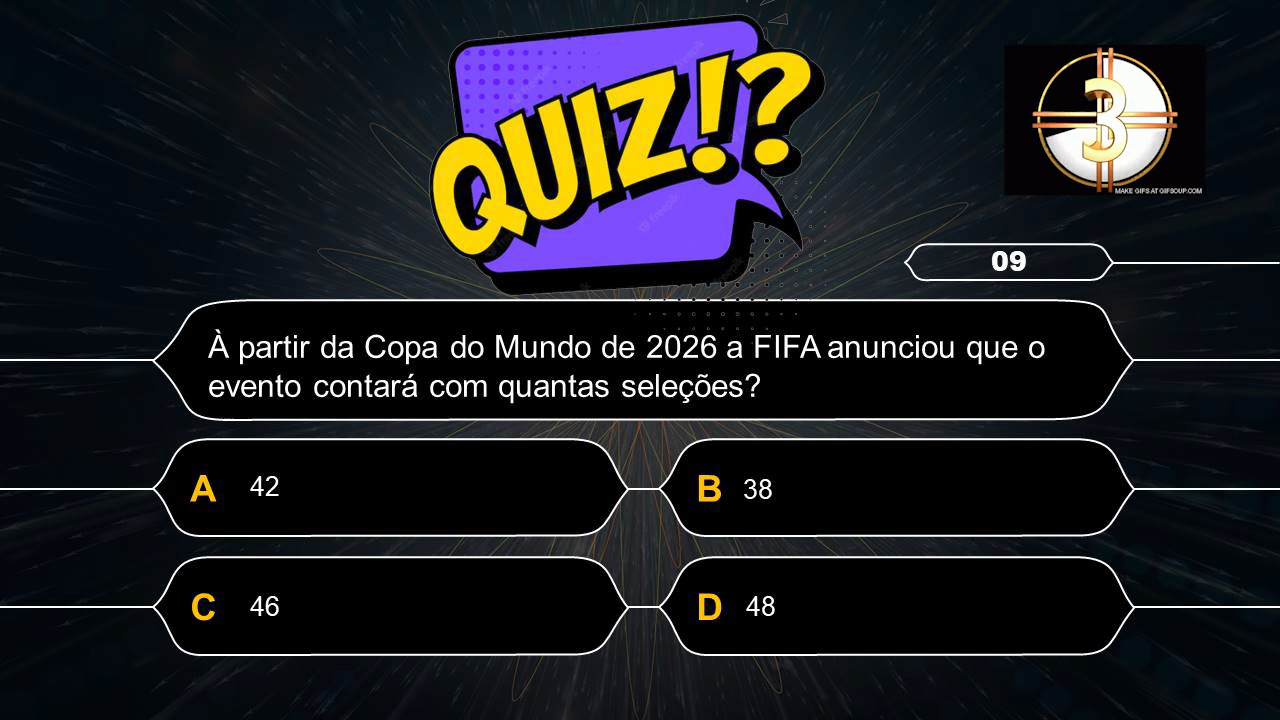 QUIZ!?
3
MAKE GIFS AT GIFSOUP.COM
09
À partir da Copa do Mundo de 2026 a FIFA anunciou que o
evento contará com quantas seleções?
A 42
B 38
C 46
D 48